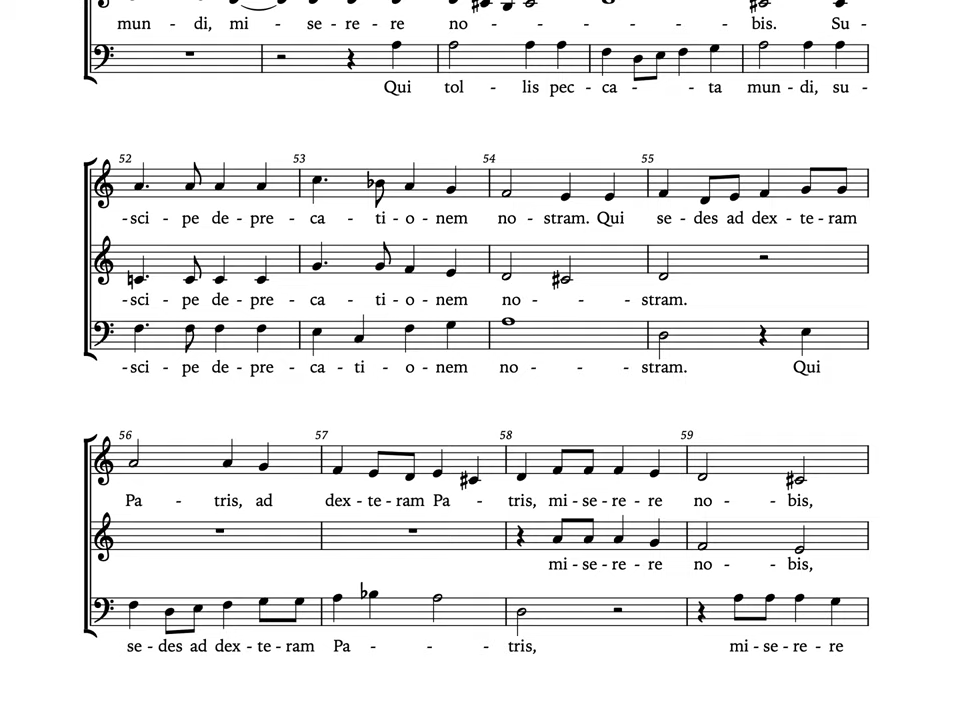 mun - di, mi - se - re - re no - - - - bis. Su -
Qui tol - lis pec - ca - - ta mun - di, su -
52 53 54 55
-sci - pe de - pre - ca - ti - o - nem no - stram. Qui se - des ad dex - te - ram
-sci - pe de - pre - ca - ti - o - nem no - - - stram.
-sci - pe de - pre - ca - ti - o - nem no - - - stram. Qui
56 57 58 59
Pa - tris, ad dex - te - ram Pa - tris, mi - se - re - re no - - bis,
mi - se - re - re no - - bis,
se - des ad dex - te - ram Pa - - - tris, mi - se - re - re